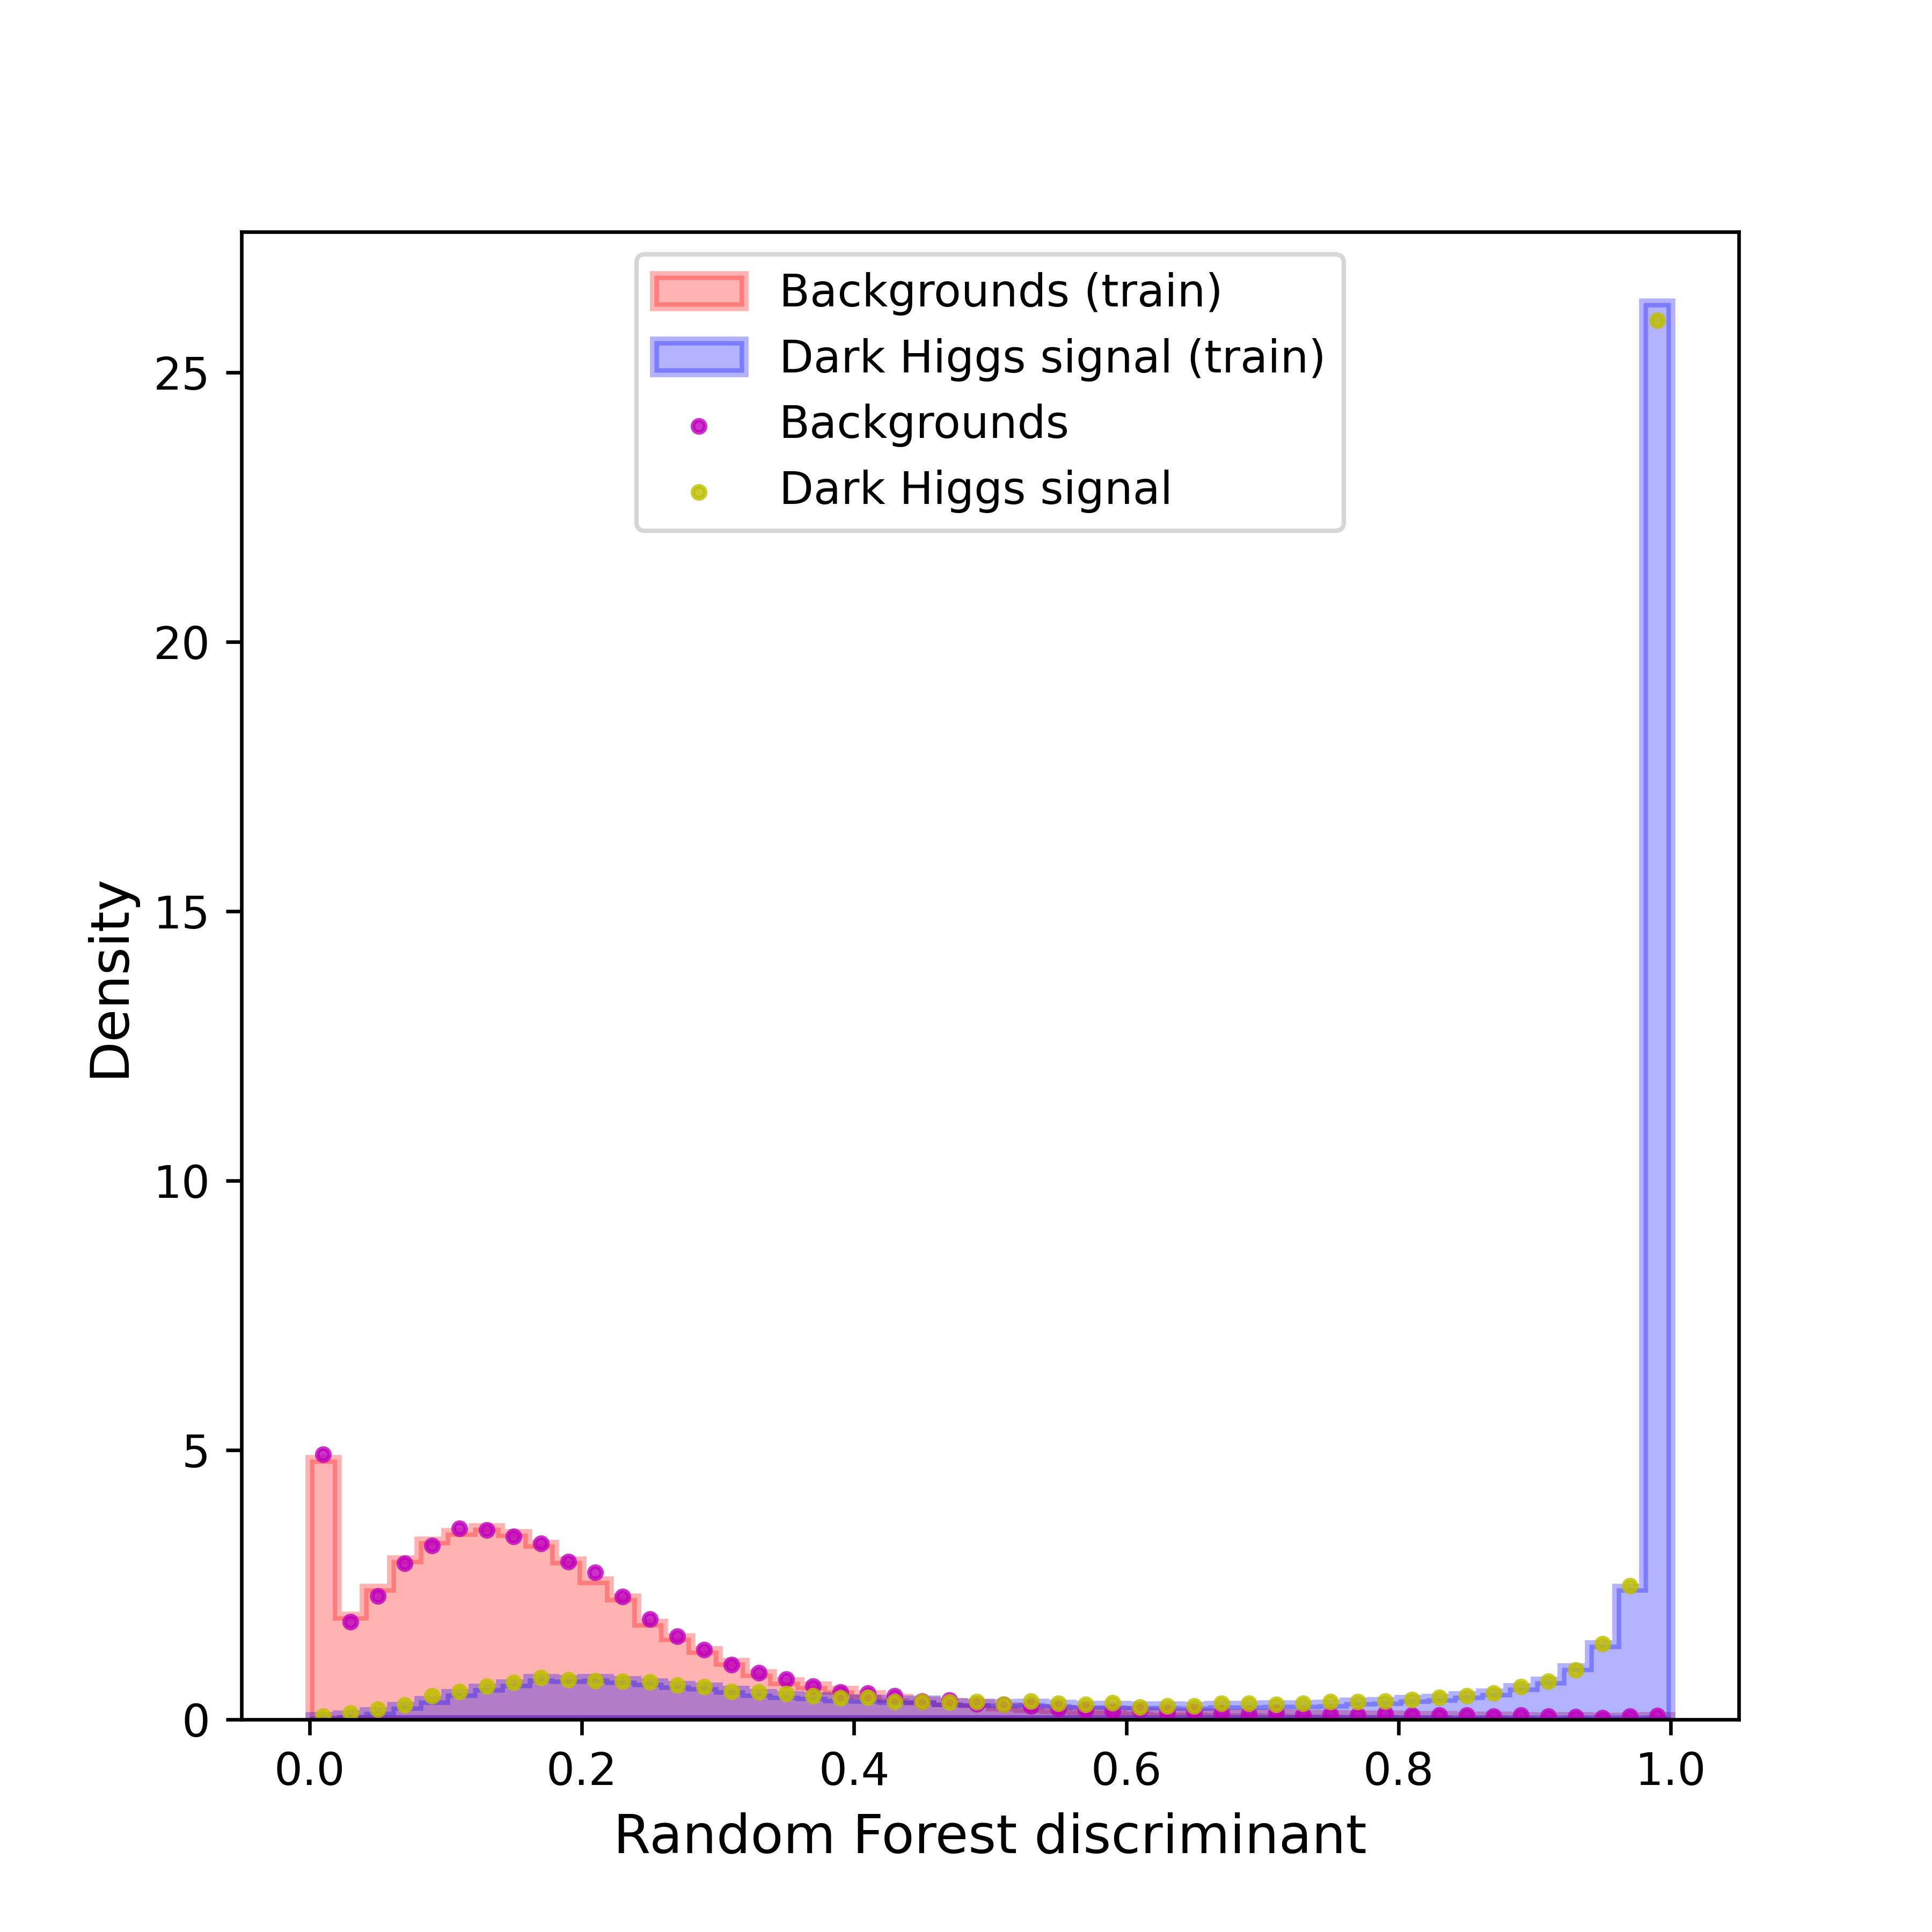 Backgrounds (train)
Dark Higgs signal (train)
Backgrounds
Dark Higgs signal
25
20
15
10
5
0
Density
0.0 0.2 0.4 0.6 0.8 1.0
Random Forest discriminant